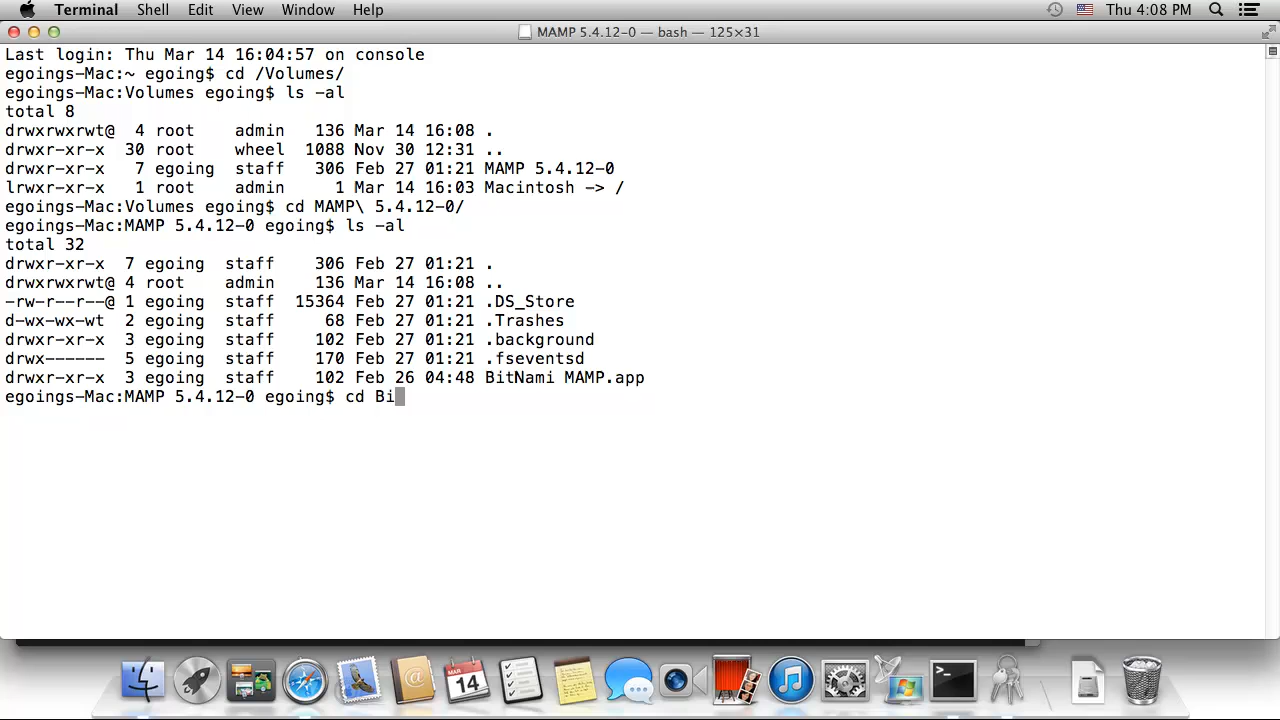 Terminal Shell Edit View Window Help Thu 4:08 PM
MAMP 5.4.12-0 — bash — 125×31
Last login: Thu Mar 14 16:04:57 on console
egoings-Mac:~ egoing$ cd /Volumes/
egoings-Mac:Volumes egoing$ ls -al
total 8
drwxrwxrwt@ 4 root admin 136 Mar 14 16:08 .
drwxr-xr-x 30 root wheel 1088 Nov 30 12:31 ..
drwxr-xr-x 7 egoing staff 306 Feb 27 01:21 MAMP 5.4.12-0
lrwxr-xr-x 1 root admin 1 Mar 14 16:03 Macintosh -> /
egoings-Mac:Volumes egoing$ cd MAMP\ 5.4.12-0/
egoings-Mac:MAMP 5.4.12-0 egoing$ ls -al
total 32
drwxr-xr-x 7 egoing staff 306 Feb 27 01:21 .
drwxrwxrwt@ 4 root admin 136 Mar 14 16:08 ..
-rw-r--r--@ 1 egoing staff 15364 Feb 27 01:21 .DS_Store
d-wx-wx-wt 2 egoing staff 68 Feb 27 01:21 .Trashes
drwxr-xr-x 3 egoing staff 102 Feb 27 01:21 .background
drwx------ 5 egoing staff 170 Feb 27 01:21 .fseventsd
drwxr-xr-x 3 egoing staff 102 Feb 26 04:48 BitNami MAMP.app
egoings-Mac:MAMP 5.4.12-0 egoing$ cd Bi
MAR
14
>_